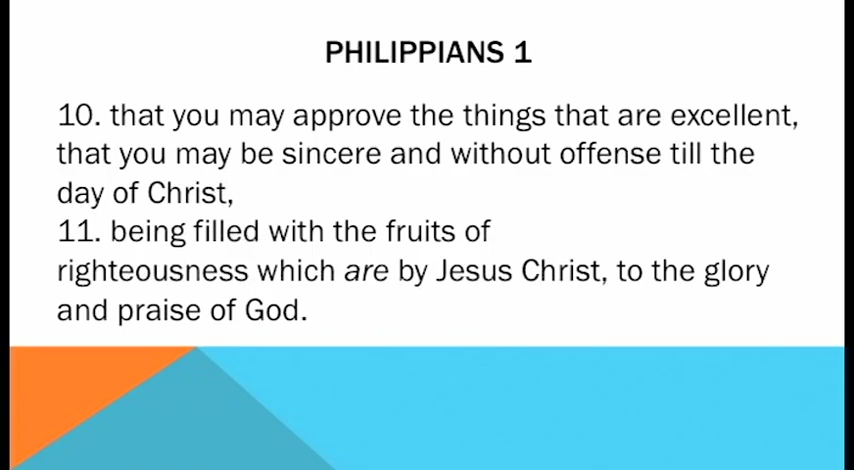 PHILIPPIANS 1
10. that you may approve the things that are excellent,
that you may be sincere and without offense till the
day of Christ,
11. being filled with the fruits of
righteousness which are by Jesus Christ, to the glory
and praise of God.